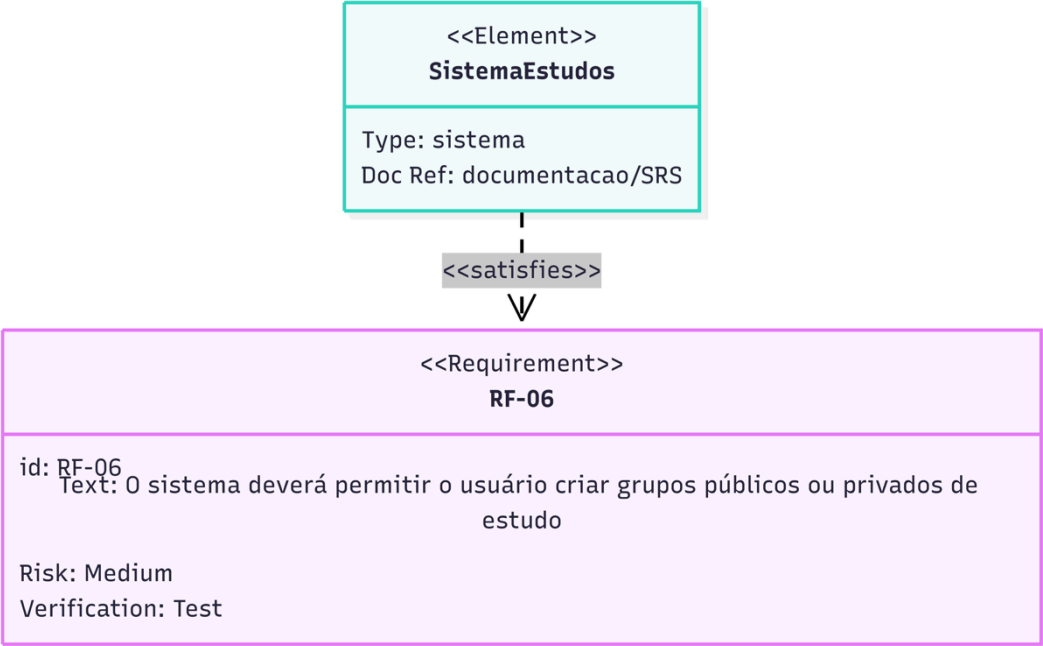 <<Element>>
SistemaEstudos
Type: sistema
Doc Ref: documentacao/SRS
<<satisfies>>
<<Requirement>>
RF-06
id: RF-06
Text: O sistema deverá permitir o usuário criar grupos públicos ou privados de
estudo
Risk: Medium
Verification: Test